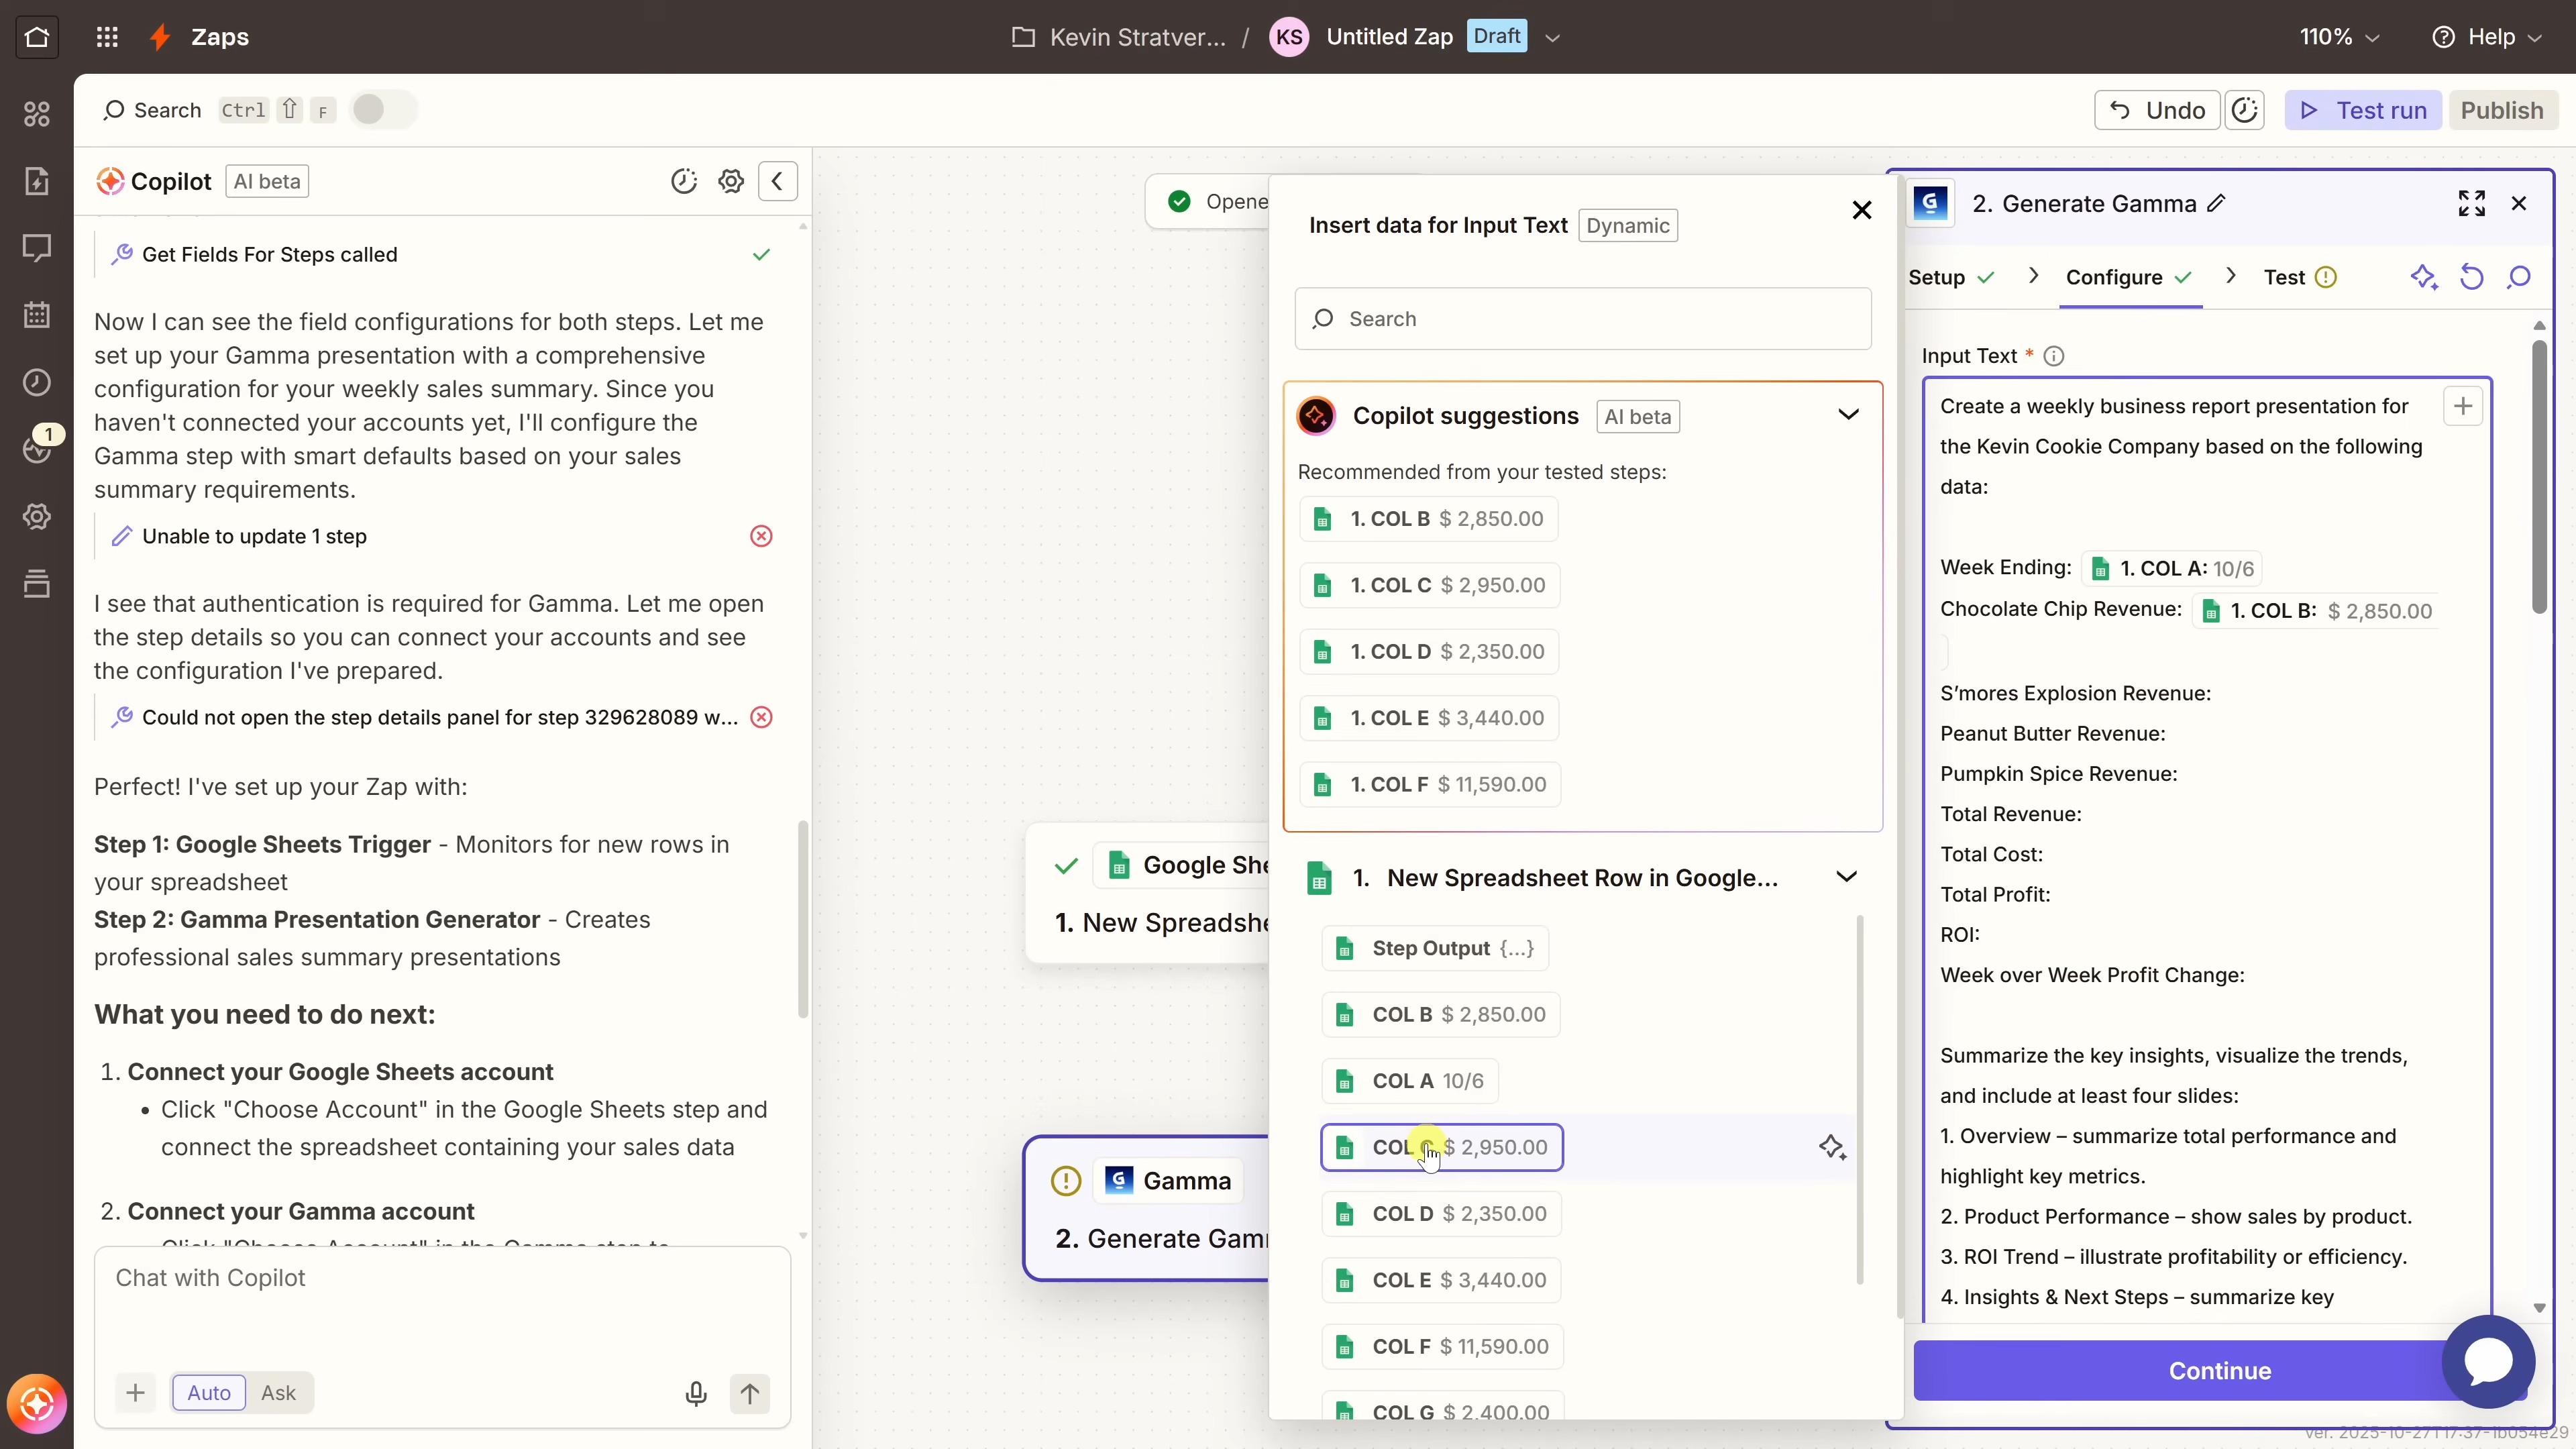 Zaps
Kevin Stratver... / KS Untitled Zap Draft
110%
Help
Search Ctrl F
Undo
Test run
Publish
Copilot AI beta
Get Fields For Steps called
Now I can see the field configurations for both steps. Let me
set up your Gamma presentation with a comprehensive
configuration for your weekly sales summary. Since you
haven't connected your accounts yet, I'll configure the
Gamma step with smart defaults based on your sales
summary requirements.
Unable to update 1 step
I see that authentication is required for Gamma. Let me open
the step details so you can connect your accounts and see
the configuration I've prepared.
Could not open the step details panel for step 329628089 w...
Perfect! I've set up your Zap with:
Step 1: Google Sheets Trigger - Monitors for new rows in
your spreadsheet
Step 2: Gamma Presentation Generator - Creates
professional sales summary presentations
What you need to do next:
1. Connect your Google Sheets account
• Click "Choose Account" in the Google Sheets step and
connect the spreadsheet containing your sales data
2. Connect your Gamma account
Click "Choose Account" in the Gamma step to
Chat with Copilot
Auto Ask
1
Opene
Google She
1. New Spreadshe
Gamma
2. Generate Gam
Insert data for Input Text Dynamic
Search
Copilot suggestions AI beta
Recommended from your tested steps:
1. COL B $ 2,850.00
1. COL C $ 2,950.00
1. COL D $ 2,350.00
1. COL E $ 3,440.00
1. COL F $ 11,590.00
1. New Spreadsheet Row in Google...
Step Output {...}
COL B $ 2,850.00
COL A 10/6
COL C $ 2,950.00
COL D $ 2,350.00
COL E $ 3,440.00
COL F $ 11,590.00
COL G $ 2,400.00
2. Generate Gamma
Setup
Configure
Test
Input Text *
Create a weekly business report presentation for
the Kevin Cookie Company based on the following
data:
Week Ending: 1. COL A: 10/6
Chocolate Chip Revenue: 1. COL B: $ 2,850.00
S'mores Explosion Revenue:
Peanut Butter Revenue:
Pumpkin Spice Revenue:
Total Revenue:
Total Cost:
Total Profit:
ROI:
Week over Week Profit Change:
Summarize the key insights, visualize the trends,
and include at least four slides:
1. Overview – summarize total performance and
highlight key metrics.
2. Product Performance – show sales by product.
3. ROI Trend – illustrate profitability or efficiency.
4. Insights & Next Steps – summarize key
Continue
ver. 2025-10-27T17:37-1b054e29